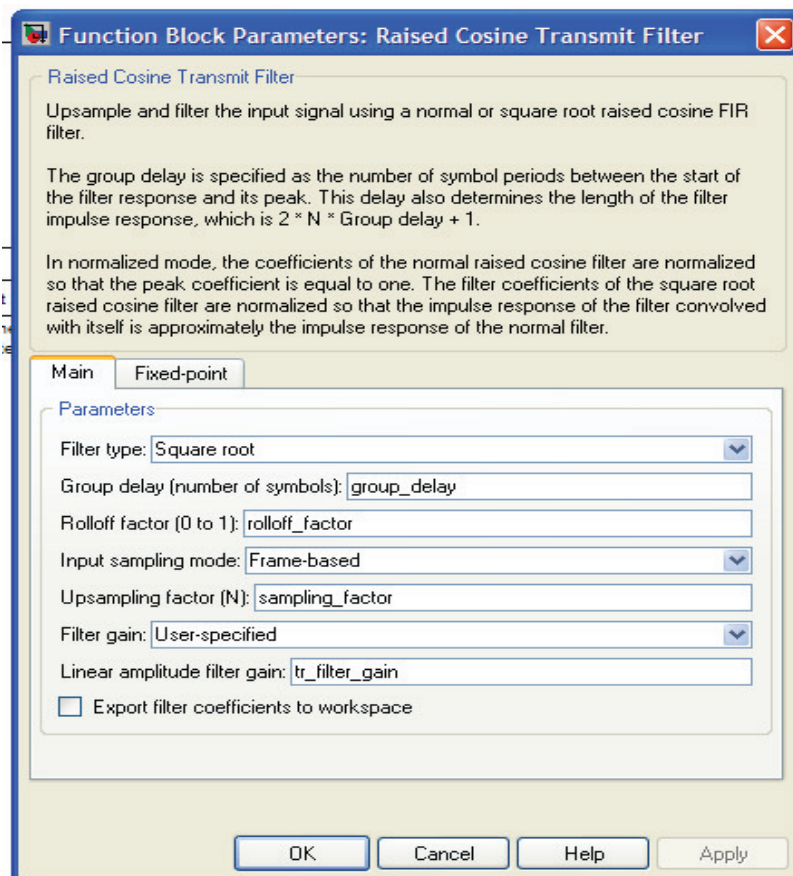 Function Block Parameters: Raised Cosine Transmit Filter
Raised Cosine Transmit Filter
Upsample and filter the input signal using a normal or square root raised cosine FIR
filter.
The group delay is specified as the number of symbol periods between the start of
the filter response and its peak. This delay also determines the length of the filter
impulse response, which is 2 * N * Group delay + 1.
In normalized mode, the coefficients of the normal raised cosine filter are normalized
so that the peak coefficient is equal to one. The filter coefficients of the square root
raised cosine filter are normalized so that the impulse response of the filter convolved
with itself is approximately the impulse response of the normal filter.
Main Fixed-point
Parameters
Filter type: Square root
Group delay (number of symbols): group_delay
Rolloff factor (0 to 1): rolloff_factor
Input sampling mode: Frame-based
Upsampling factor (N): sampling_factor
Filter gain: User-specified
Linear amplitude filter gain: tr_filter_gain
Export filter coefficients to workspace
OK Cancel Help Apply